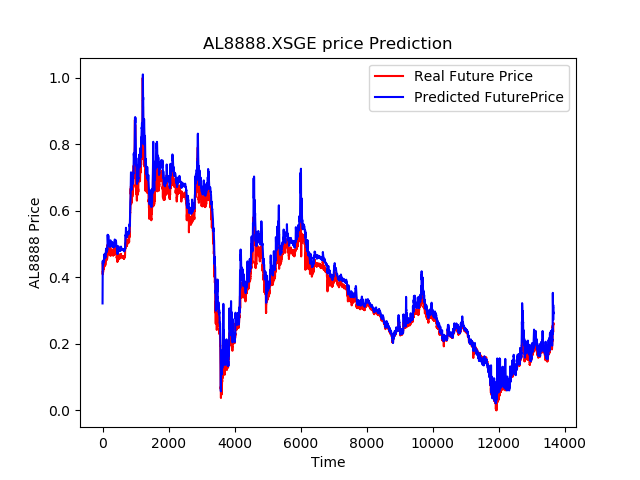 AL8888.XSGE price Prediction
Real Future Price
Predicted FuturePrice
AL8888 Price
1.0
0.8
0.6
0.4
0.2
0.0
0 2000 4000 6000 8000 10000 12000 14000
Time